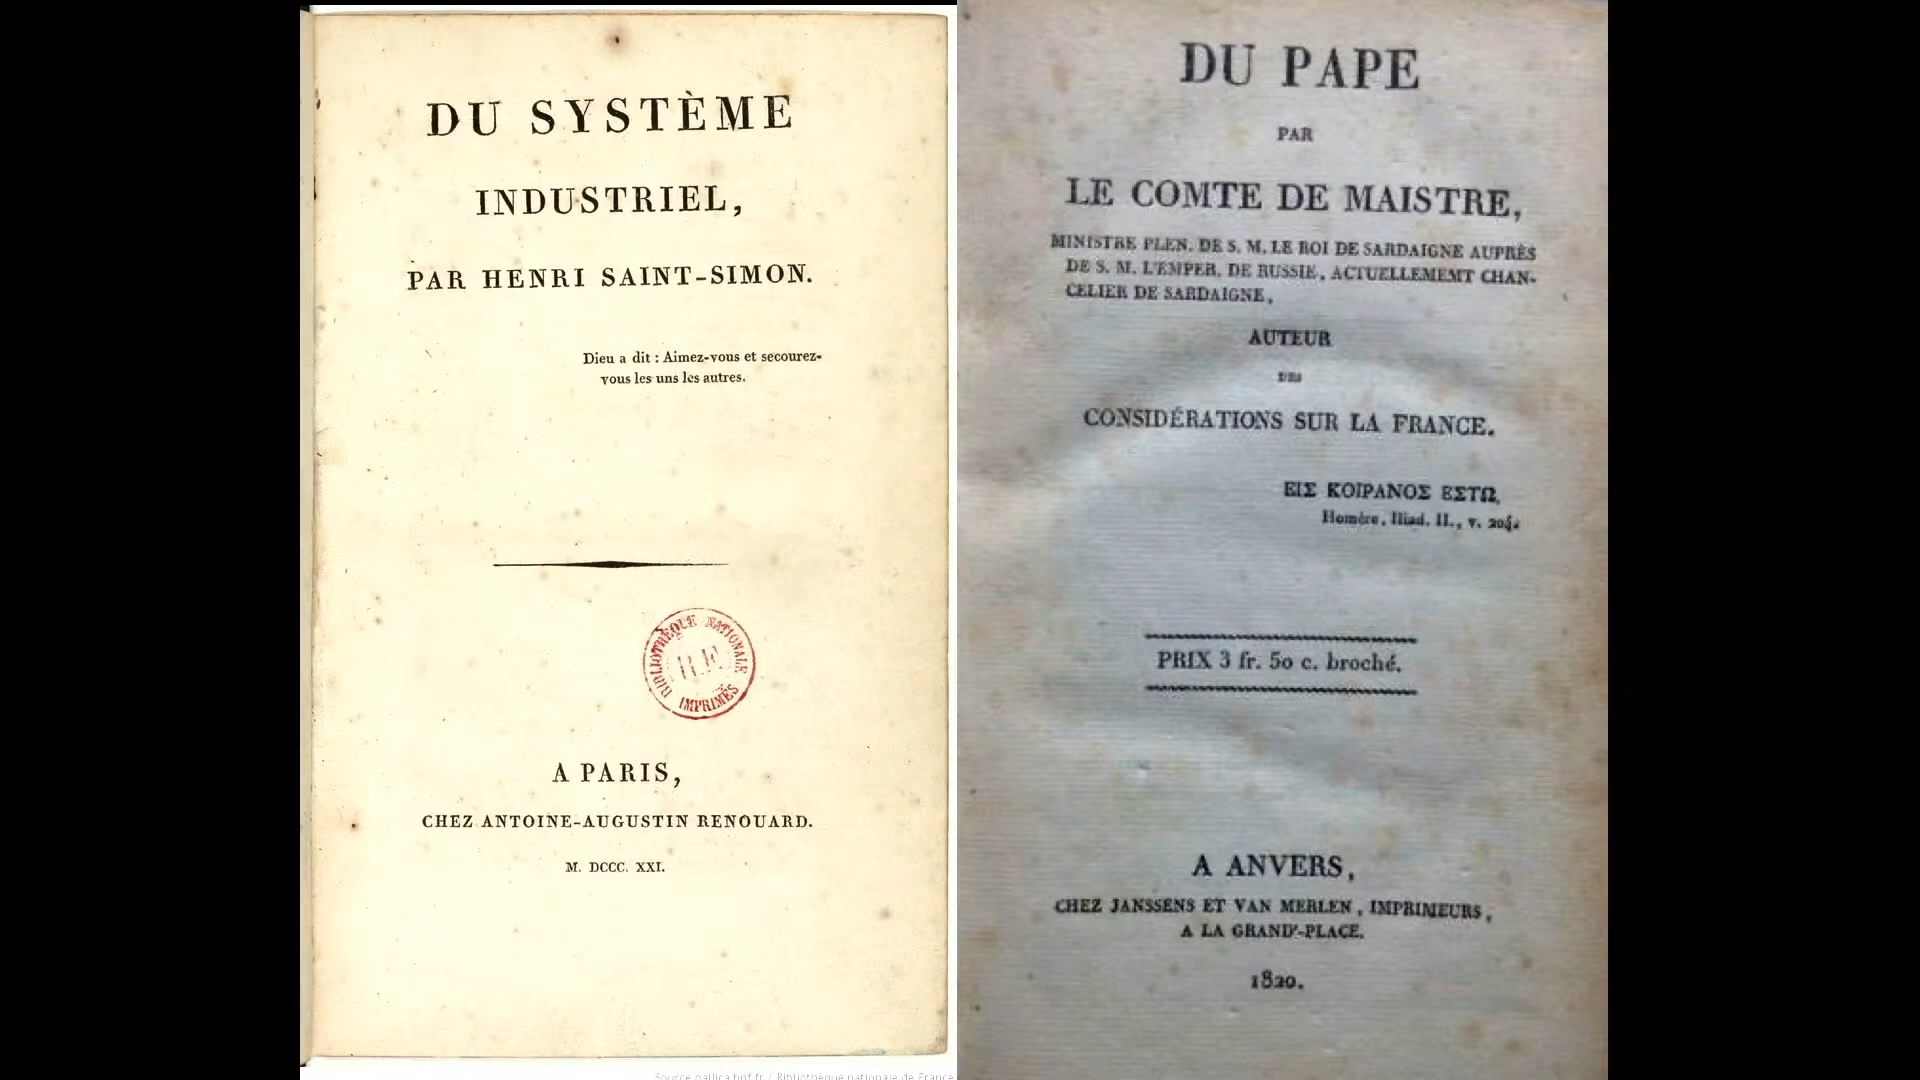 DU SYSTÈME
INDUSTRIEL,
PAR HENRI SAINT-SIMON.
Dieu a dit : Aimez-vous et secourez-
vous les uns les autres.
BIBLIOTHÈQUE NATIONALE
R.F.
IMPRIMÉS
A PARIS,
CHEZ ANTOINE-AUGUSTIN RENOUARD.
M. DCCC. XXI.
Source gallica.bnf.fr / Bibliothèque nationale de France
DU PAPE
PAR
LE COMTE DE MAISTRE,
MINISTRE PLEN. DE S. M. LE ROI DE SARDAIGNE AUPRÈS
DE S. M. L'EMPER. DE RUSSIE, ACTUELLEMEMT CHAN-
CELIER DE SARDAIGNE,
AUTEUR
DES
CONSIDÉRATIONS SUR LA FRANCE.
ΕΙΣ ΚΟΙΡΑΝΟΣ ΕΣΤΩ.
Homère, Iliad. II., v. 204.
PRIX 3 fr. 50 c. broché.
A ANVERS,
CHEZ JANSSENS ET VAN MERLEN, IMPRIMEURS,
A LA GRAND'-PLACE.
1820.